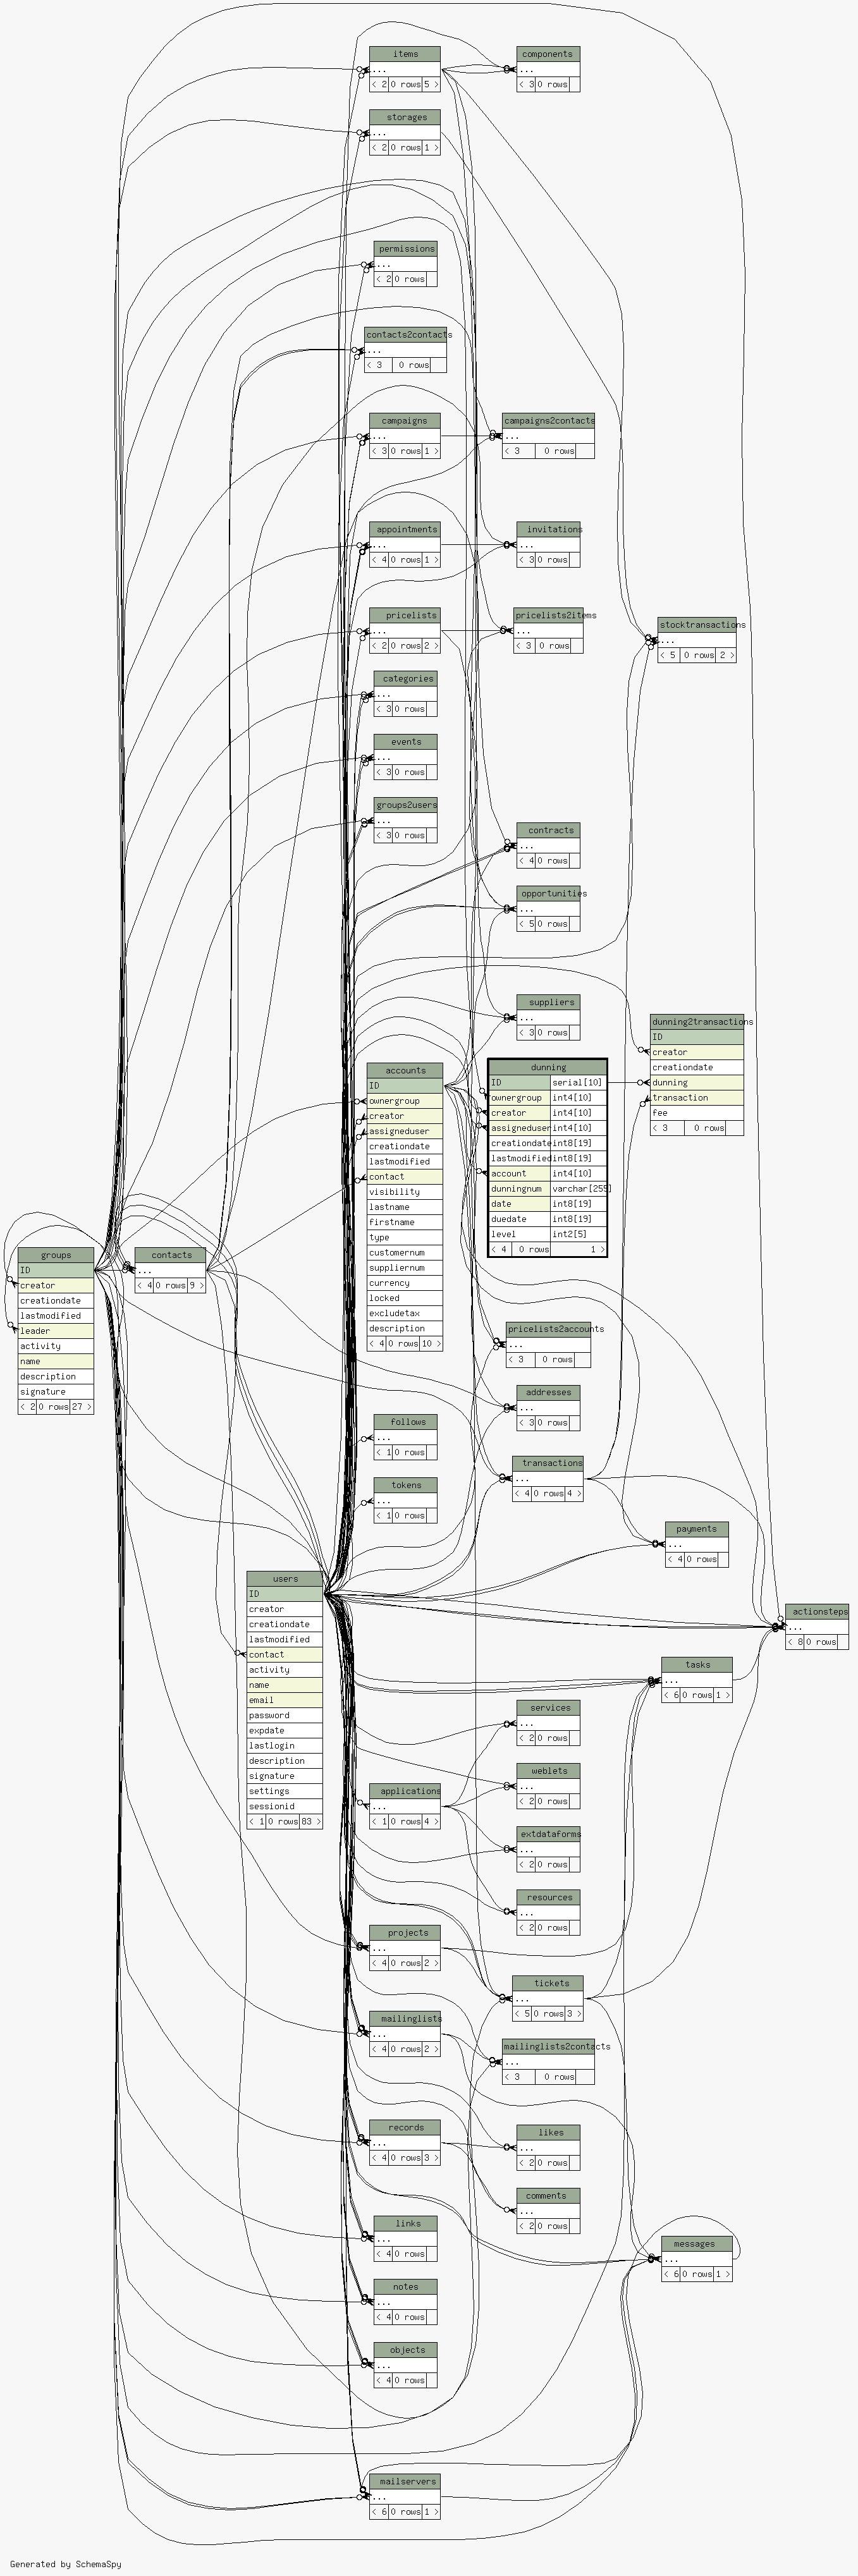 items
...
< 2 0 rows 5 >
components
...
< 3 0 rows
storages
...
< 2 0 rows 1 >
permissions
...
< 2 0 rows
contacts2contacts
...
< 3 0 rows
campaigns
...
< 3 0 rows 1 >
campaigns2contacts
...
< 3 0 rows
appointments
...
< 4 0 rows 1 >
invitations
...
< 3 0 rows
pricelists
...
< 2 0 rows 2 >
pricelists2items
...
< 3 0 rows
stocktransactions
...
< 5 0 rows 2 >
categories
...
< 3 0 rows
events
...
< 3 0 rows
groups2users
...
< 3 0 rows
contracts
...
< 4 0 rows
opportunities
...
< 5 0 rows
suppliers
...
< 3 0 rows
dunning2transactions
ID
creator
creationdate
dunning
transaction
fee
< 3 0 rows
accounts
ID
ownergroup
creator
assigneduser
creationdate
lastmodified
contact
visibility
lastname
firstname
type
customernum
suppliernum
currency
locked
excludetax
description
< 4 0 rows 10 >
dunning
ID serial[10]
ownergroup int4[10]
creator int4[10]
assigneduser int4[10]
creationdate int8[19]
lastmodified int8[19]
account int4[10]
dunningnum varchar[255]
date int8[19]
duedate int8[19]
level int2[5]
< 4 0 rows 1 >
groups
ID
creator
creationdate
lastmodified
leader
activity
name
description
signature
< 2 0 rows 27 >
contacts
...
< 4 0 rows 9 >
pricelists2accounts
...
< 3 0 rows
addresses
...
< 3 0 rows
follows
...
< 1 0 rows
transactions
...
< 4 0 rows 4 >
tokens
...
< 1 0 rows
payments
...
< 4 0 rows
users
ID
creator
creationdate
lastmodified
contact
activity
name
email
password
expdate
lastlogin
description
signature
settings
sessionid
< 1 0 rows 83 >
actionsteps
...
< 8 0 rows
tasks
...
< 6 0 rows 1 >
services
...
< 2 0 rows
weblets
...
< 2 0 rows
applications
...
< 1 0 rows 4 >
extdataforms
...
< 2 0 rows
resources
...
< 2 0 rows
projects
...
< 4 0 rows 2 >
tickets
...
< 5 0 rows 3 >
mailinglists
...
< 4 0 rows 2 >
mailinglists2contacts
...
< 3 0 rows
records
...
< 4 0 rows 3 >
likes
...
< 2 0 rows
comments
...
< 2 0 rows
links
...
< 4 0 rows
messages
...
< 6 0 rows 1 >
notes
...
< 4 0 rows
objects
...
< 4 0 rows
mailservers
...
< 6 0 rows 1 >
Generated by SchemaSpy